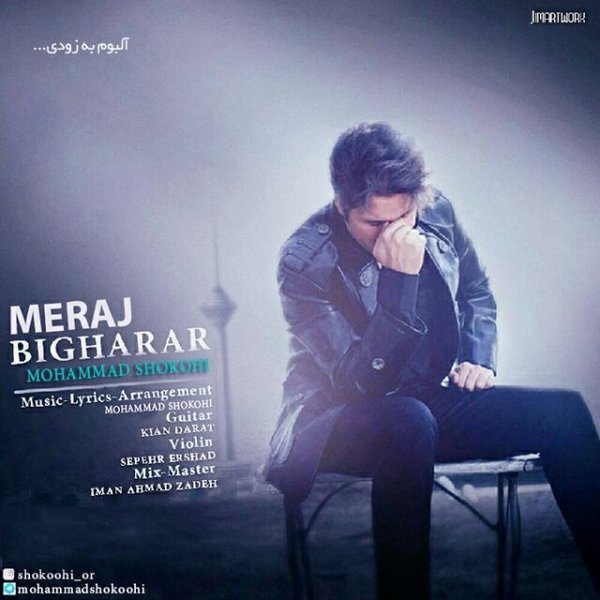 JIMARTWORK
آلبوم به زودی...
MERAJ
BIGHARAR
MOHAMMAD SHOKOHI
Music-Lyrics-Arrangement
MOHAMMAD SHOKOHI
Guitar
KIAN DARAT
Violin
SEPEHR ERSHAD
Mix-Master
IMAN AHMAD ZADEH
shokoohi_or
mohammadshokoohi